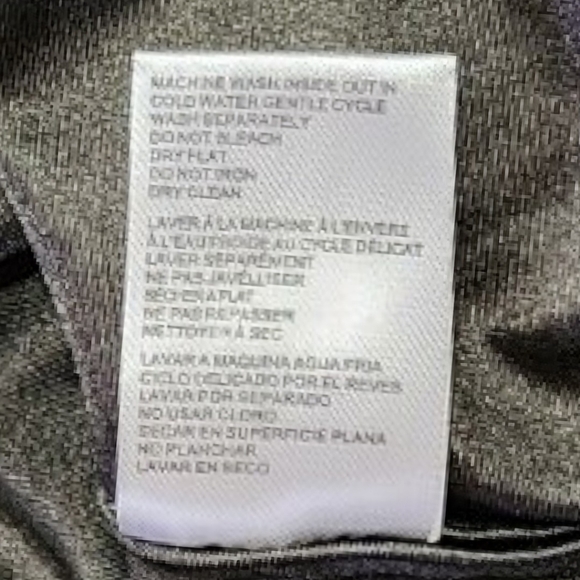 MACHINE WASH INSIDE OUT IN
COLD WATER GENTLE CYCLE
WASH SEPARATELY
DO NOT BLEACH
DRY FLAT
DO NOT IRON
DRY CLEAN
LAVER À LA MACHINE À L'ENVERS
À L'EAU FROIDE AU CYCLE DÉLICAT
LAVER SÉPARÉMENT
NE PAS JAVELLISER
SÉCHER À PLAT
NE PAS REPASSER
NETTOYER À SEC
LAVAR A MAQUINA AGUA FRIA
CICLO DELICADO POR EL REVES
LAVAR POR SEPARADO
NO USAR CLORO
SECAR EN SUPERFICIE PLANA
NO PLANCHAR
LAVAR EN SECO